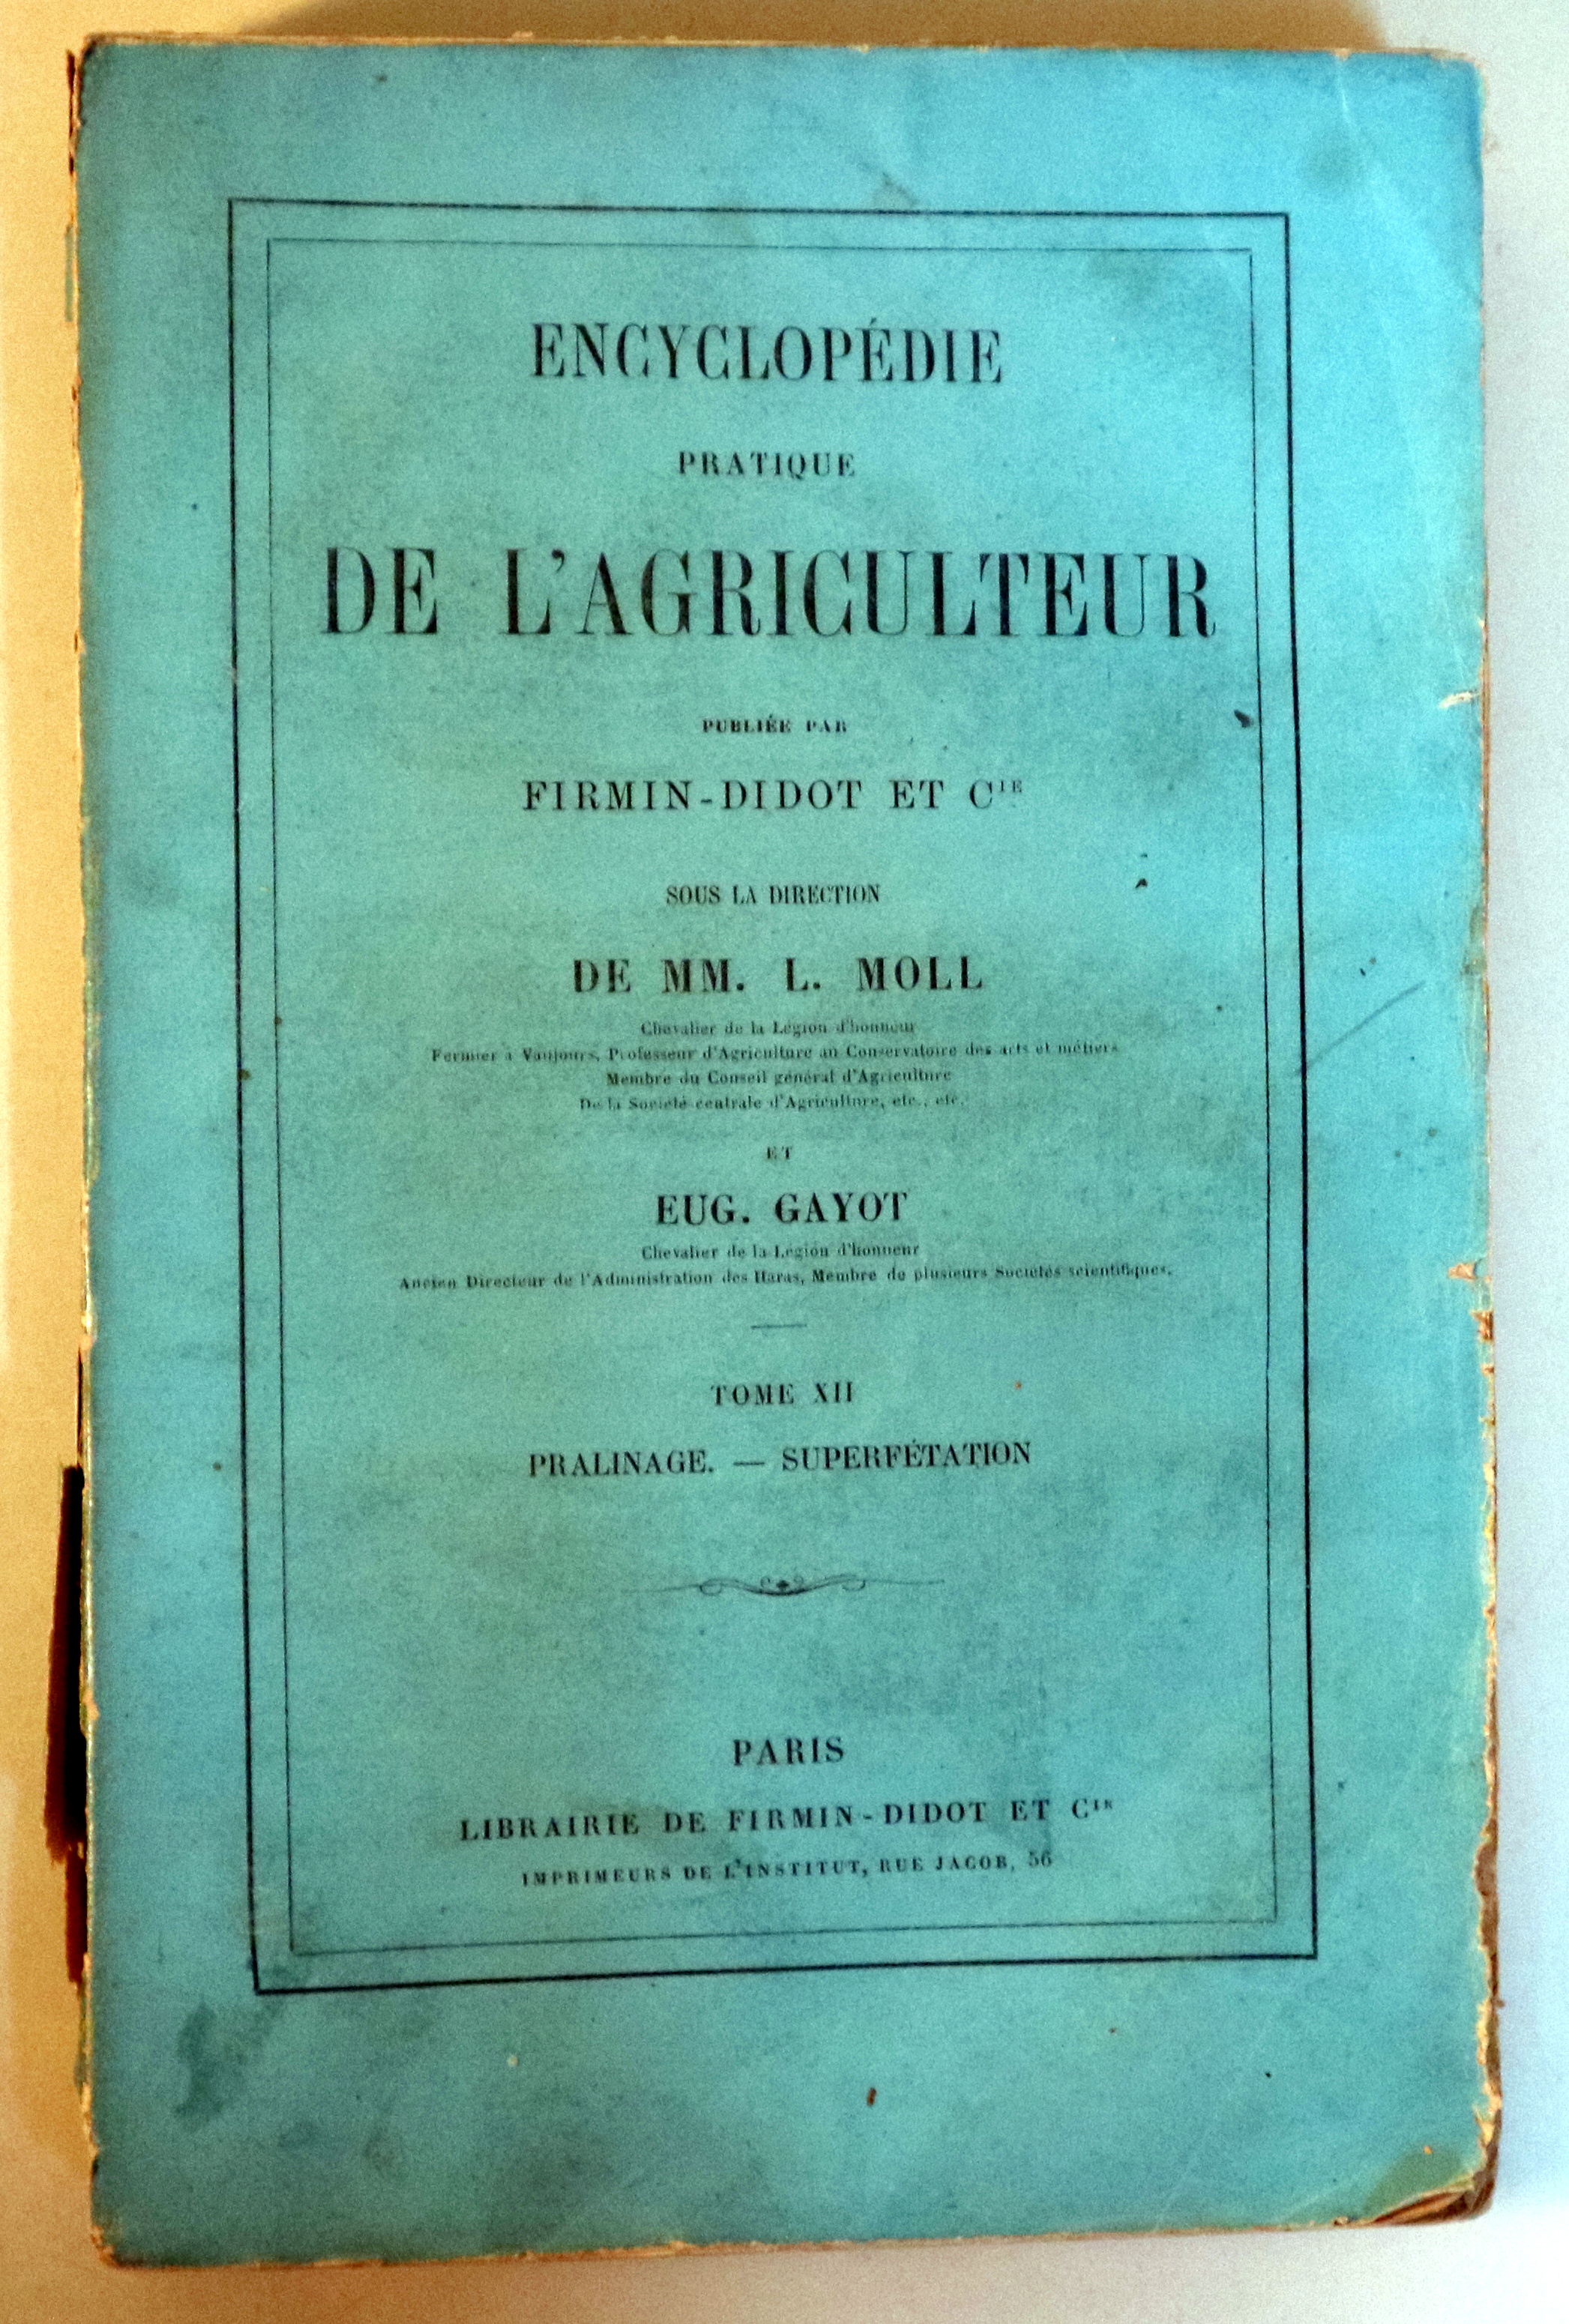 ENCYCLOPÉDIE
PRATIQUE
DE L'AGRICULTEUR
PUBLIÉE PAR
FIRMIN-DIDOT ET CIE
SOUS LA DIRECTION
DE MM. L. MOLL
Chevalier de la Légion d'honneur
Fermier à Vaujours, Professeur d'Agriculture au Conservatoire des arts et métiers
Membre du Conseil général d'Agriculture
De la Société centrale d'Agriculture, etc., etc.
ET
EUG. GAYOT
Chevalier de la Légion d'honneur
Ancien Directeur de l'Administration des Haras, Membre de plusieurs Sociétés scientifiques.
TOME XII
PRALINAGE. — SUPERFÉTATION
PARIS
LIBRAIRIE DE FIRMIN-DIDOT ET CIE
IMPRIMEURS DE L'INSTITUT, RUE JACOB, 56